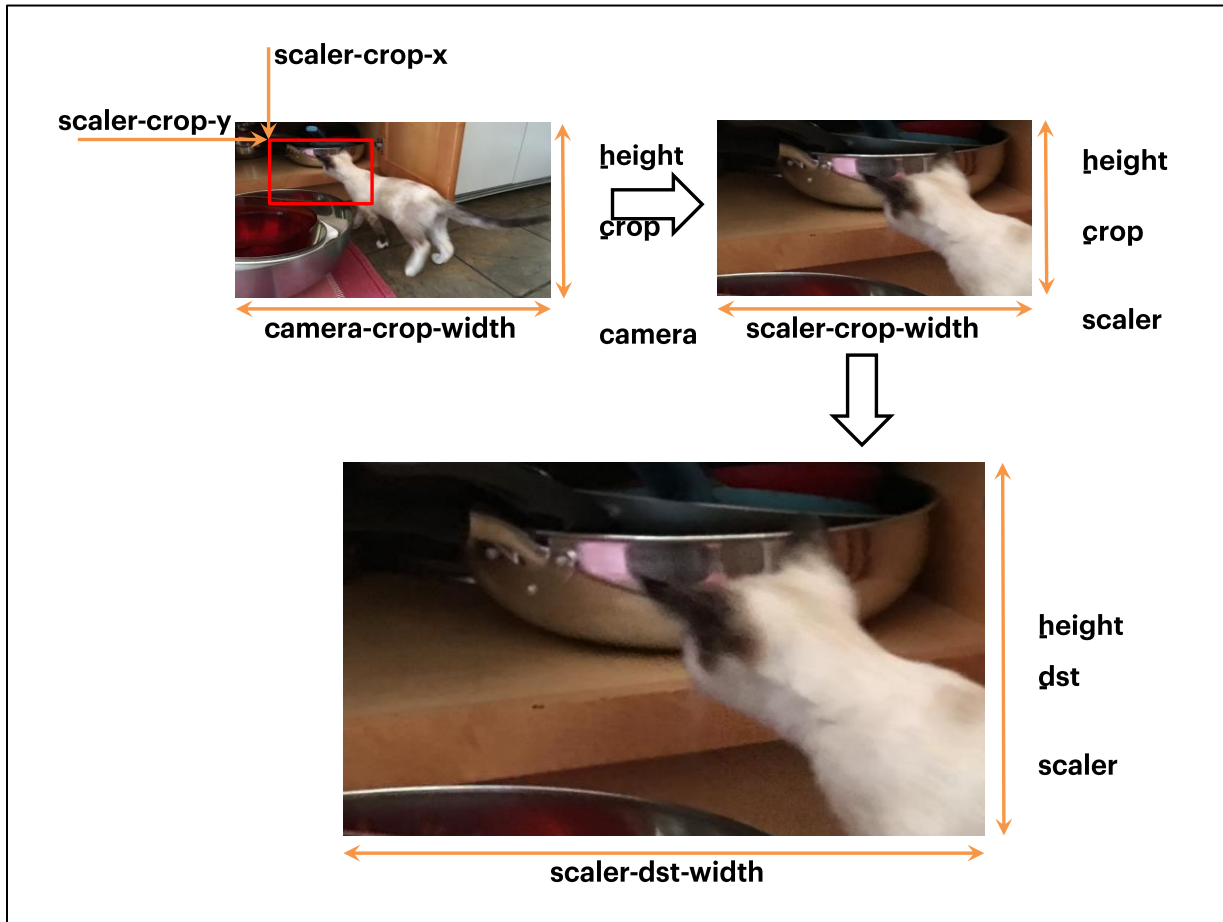 scaler-crop-x
scaler-crop-y
height
crop
camera
camera-crop-width
height
crop
scaler
scaler-crop-width
height
dst
scaler
scaler-dst-width